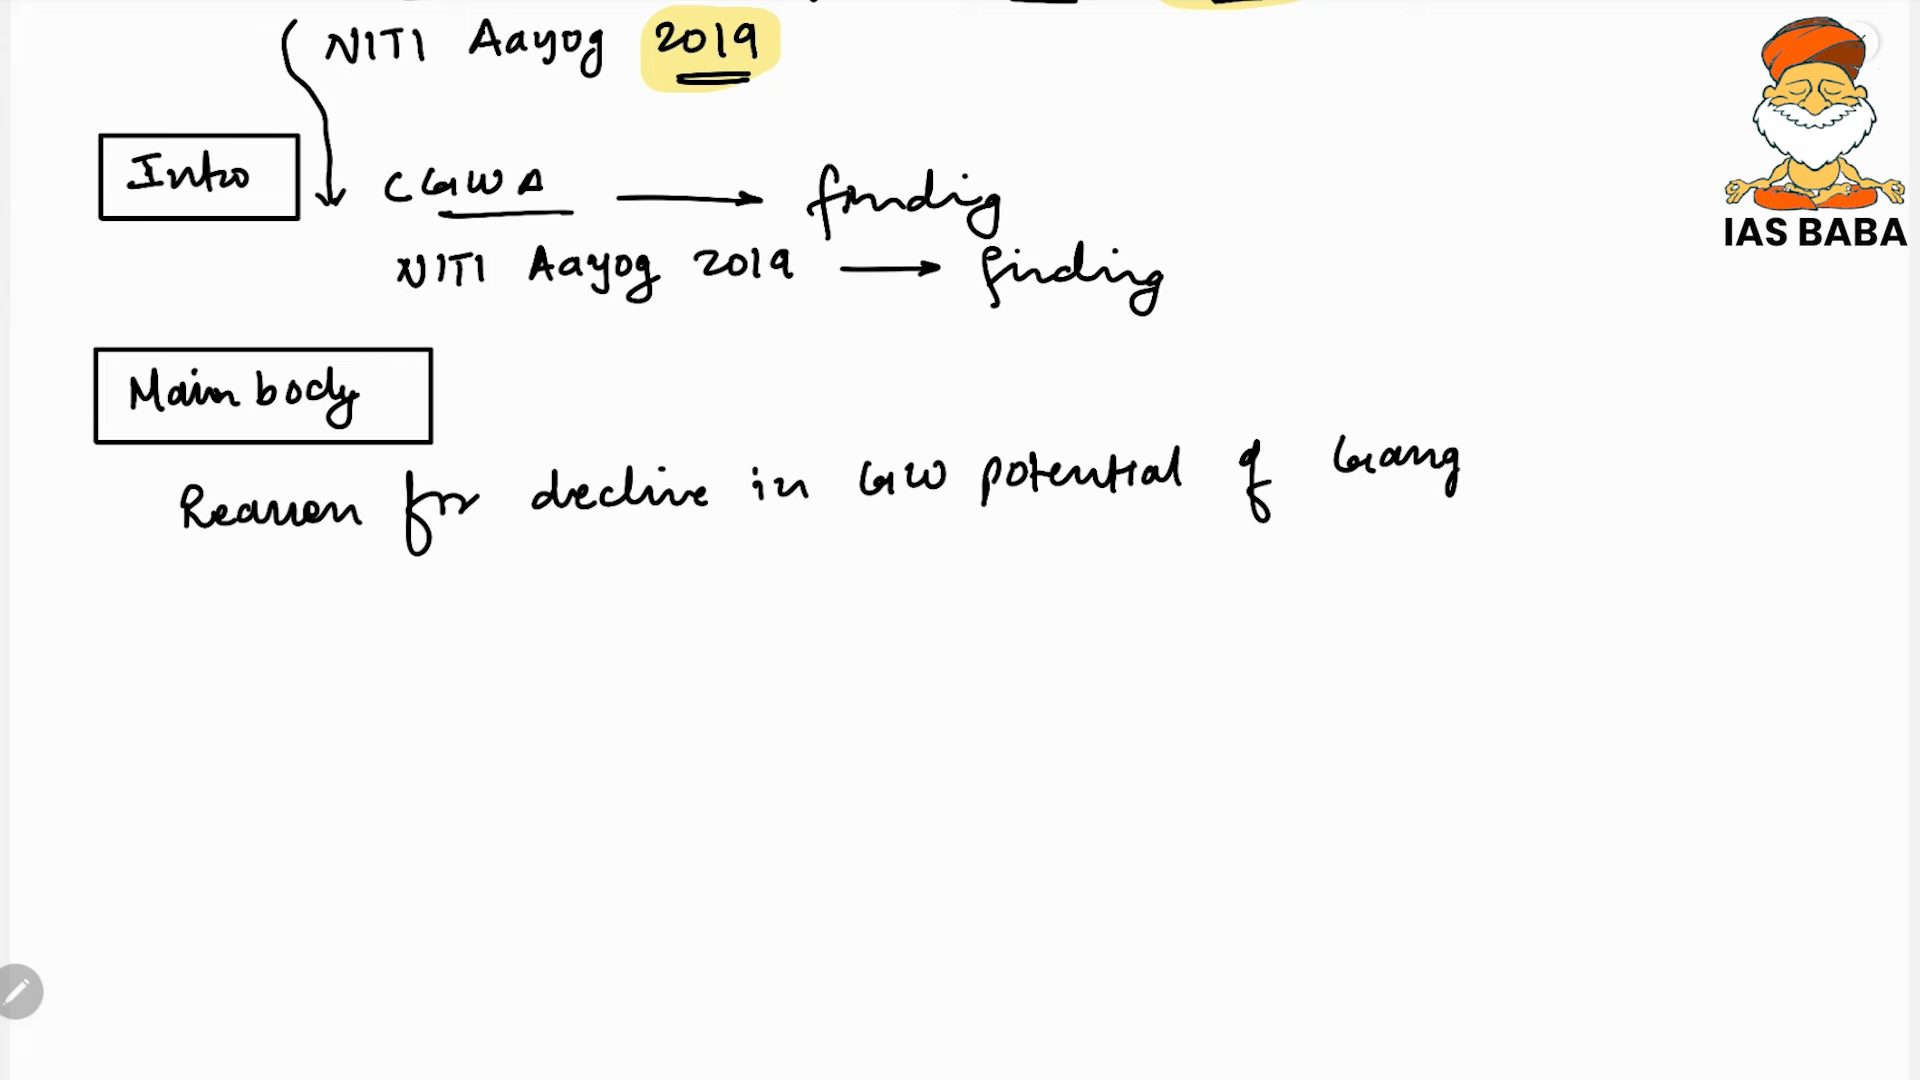 NITI Aayog 2019
Intro
CGWA → finding
NITI Aayog 2019 → finding
Main body
Reason for decline in GW potential of Gang
IAS BABA